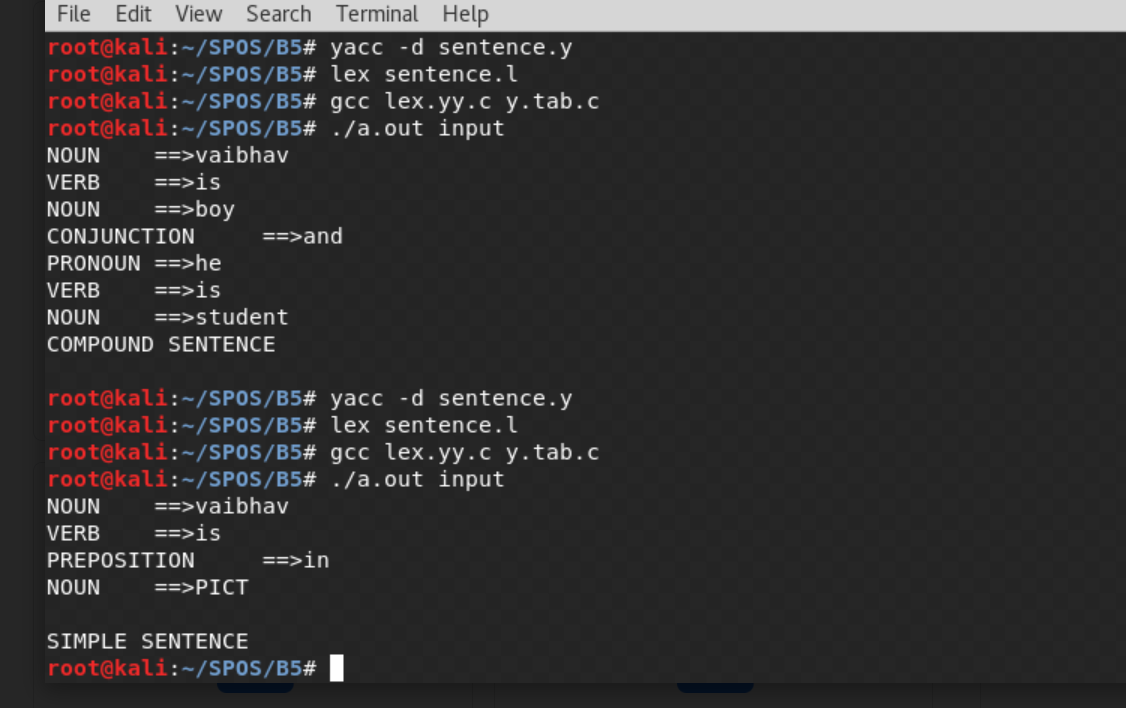 File Edit View Search Terminal Help
root@kali:~/SPOS/B5# yacc -d sentence.y
root@kali:~/SPOS/B5# lex sentence.l
root@kali:~/SPOS/B5# gcc lex.yy.c y.tab.c
root@kali:~/SPOS/B5# ./a.out input
NOUN    ==>vaibhav
VERB    ==>is
NOUN    ==>boy
CONJUNCTION     ==>and
PRONOUN ==>he
VERB    ==>is
NOUN    ==>student
COMPOUND SENTENCE
root@kali:~/SPOS/B5# yacc -d sentence.y
root@kali:~/SPOS/B5# lex sentence.l
root@kali:~/SPOS/B5# gcc lex.yy.c y.tab.c
root@kali:~/SPOS/B5# ./a.out input
NOUN    ==>vaibhav
VERB    ==>is
PREPOSITION     ==>in
NOUN    ==>PICT
SIMPLE SENTENCE
root@kali:~/SPOS/B5#